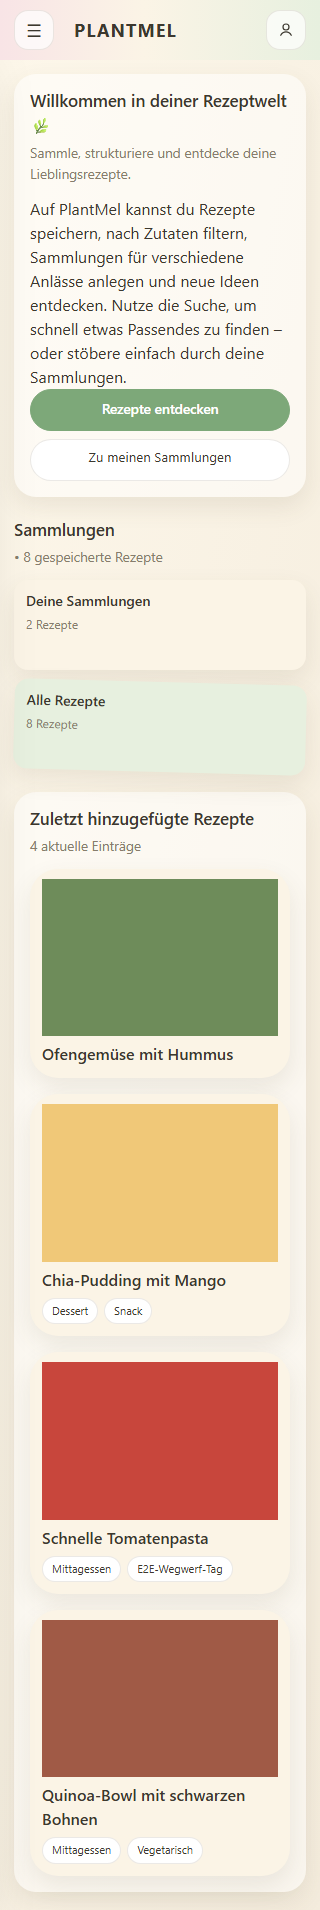 PLANTMEL
Willkommen in deiner Rezeptwelt
🌿
Sammle, strukturiere und entdecke deine
Lieblingsrezepte.
Auf PlantMel kannst du Rezepte
speichern, nach Zutaten filtern,
Sammlungen für verschiedene
Anlässe anlegen und neue Ideen
entdecken. Nutze die Suche, um
schnell etwas Passendes zu finden –
oder stöbere einfach durch deine
Sammlungen.
Rezepte entdecken
Zu meinen Sammlungen
Sammlungen
• 8 gespeicherte Rezepte
Deine Sammlungen
2 Rezepte
Alle Rezepte
8 Rezepte
Zuletzt hinzugefügte Rezepte
4 aktuelle Einträge
Ofengemüse mit Hummus
Chia-Pudding mit Mango
Dessert Snack
Schnelle Tomatenpasta
Mittagessen E2E-Wegwerf-Tag
Quinoa-Bowl mit schwarzen
Bohnen
Mittagessen Vegetarisch